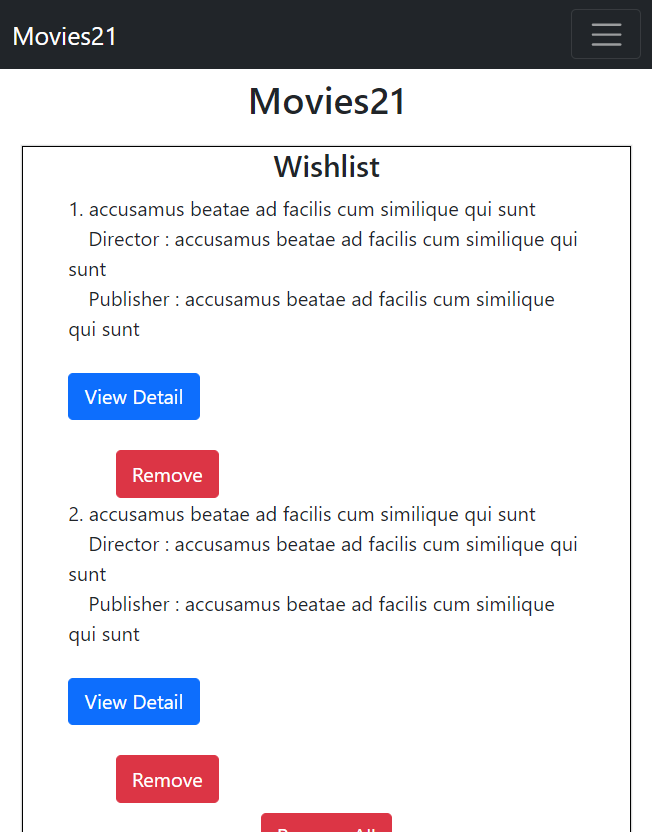 Movies21
Movies21
Wishlist
1. accusamus beatae ad facilis cum similique qui sunt
Director : accusamus beatae ad facilis cum similique qui
sunt
Publisher : accusamus beatae ad facilis cum similique
qui sunt
View Detail
Remove
2. accusamus beatae ad facilis cum similique qui sunt
Director : accusamus beatae ad facilis cum similique qui
sunt
Publisher : accusamus beatae ad facilis cum similique
qui sunt
View Detail
Remove